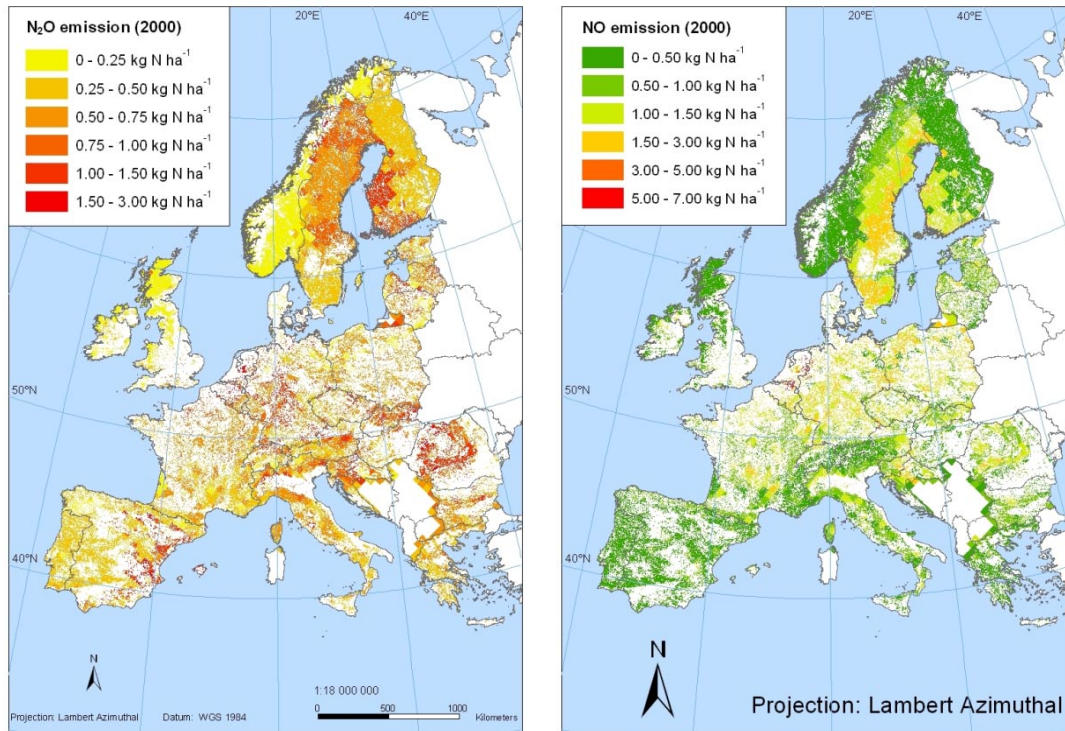 N₂O emission (2000)
0 - 0.25 kg N ha⁻¹
0.25 - 0.50 kg N ha⁻¹
0.50 - 0.75 kg N ha⁻¹
0.75 - 1.00 kg N ha⁻¹
1.00 - 1.50 kg N ha⁻¹
1.50 - 3.00 kg N ha⁻¹
20°E
40°E
50°N
40°N
N
1:18 000 000
0 500 1000
Kilometers
Projection: Lambert Azimuthal Datum: WGS 1984
NO emission (2000)
0 - 0.50 kg N ha⁻¹
0.50 - 1.00 kg N ha⁻¹
1.00 - 1.50 kg N ha⁻¹
1.50 - 3.00 kg N ha⁻¹
3.00 - 5.00 kg N ha⁻¹
5.00 - 7.00 kg N ha⁻¹
20°E
40°E
50°N
40°N
N
Projection: Lambert Azimuthal